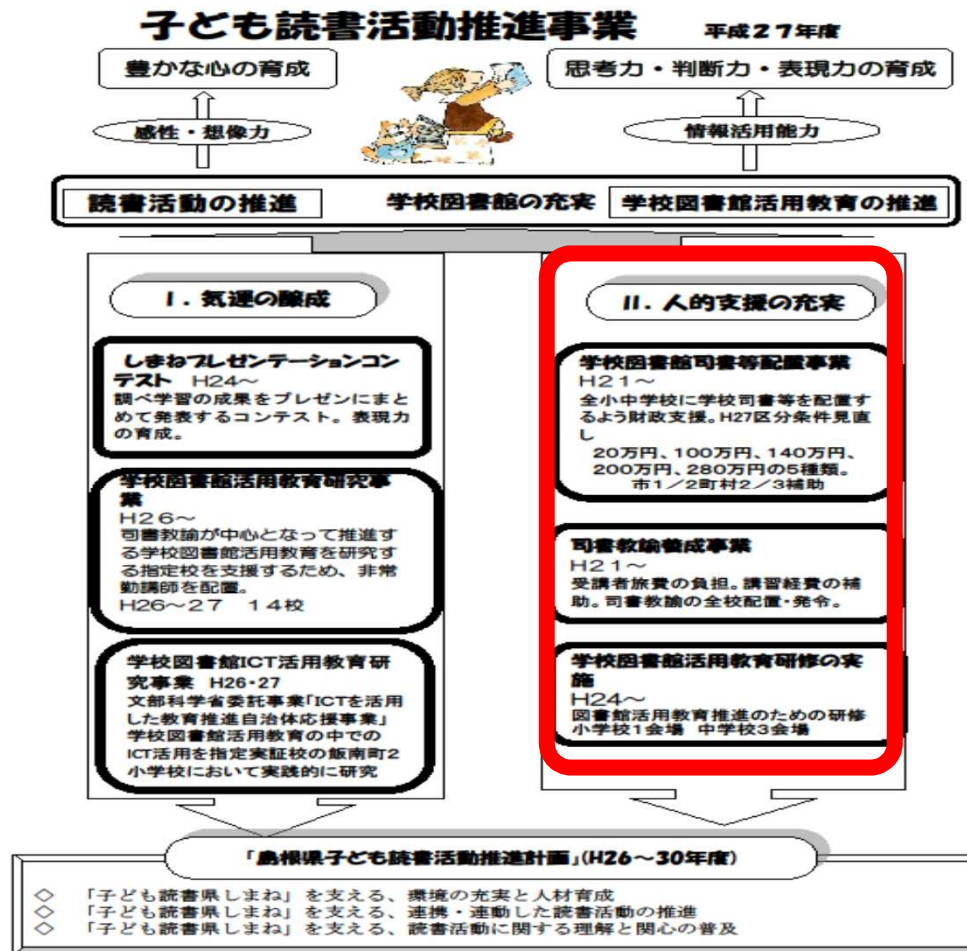 子ども読書活動推進事業 平成27年度
豊かな心の育成
思考力・判断力・表現力の育成
感性・想像力
情報活用能力
読書活動の推進 学校図書館の充実 学校図書館活用教育の推進
Ⅰ. 気運の醸成
しまねプレゼンテーションコン
テスト H24~
調べ学習の成果をプレゼンにまと
めて発表するコンテスト。表現力
の育成。
学校図書館活用教育研究事
業
H26~
司書教諭が中心となって推進す
る学校図書館活用教育を研究す
る指定校を支援するため、非常
勤講師を配置。
H26~27 14校
学校図書館ICT活用教育研
究事業 H26・27
文部科学省委託事業「ICTを活用
した教育推進自治体応援事業」
学校図書館活用教育の中での
ICT活用を指定実証校の飯南町2
小学校において実践的に研究
II. 人的支援の充実
学校図書館司書等配置事業
H21~
全小中学校に学校司書等を配置す
るよう財政支援。H27区分条件見直
し
20万円、100万円、140万円、
200万円、280万円の5種類。
市1/2町村2/3補助
司書教諭養成事業
H21~
受講者旅費の負担。講習経費の補
助。司書教諭の全校配置・発令。
学校図書館活用教育研修の実
施
H24~
図書館活用教育推進のための研修
小学校1会場 中学校3会場
「島根県子ども読書活動推進計画」(H26~30年度)
◇ 「子ども読書県しまね」を支える、環境の充実と人材育成
◇ 「子ども読書県しまね」を支える、連携・連動した読書活動の推進
◇ 「子ども読書県しまね」を支える、読書活動に関する理解と関心の普及